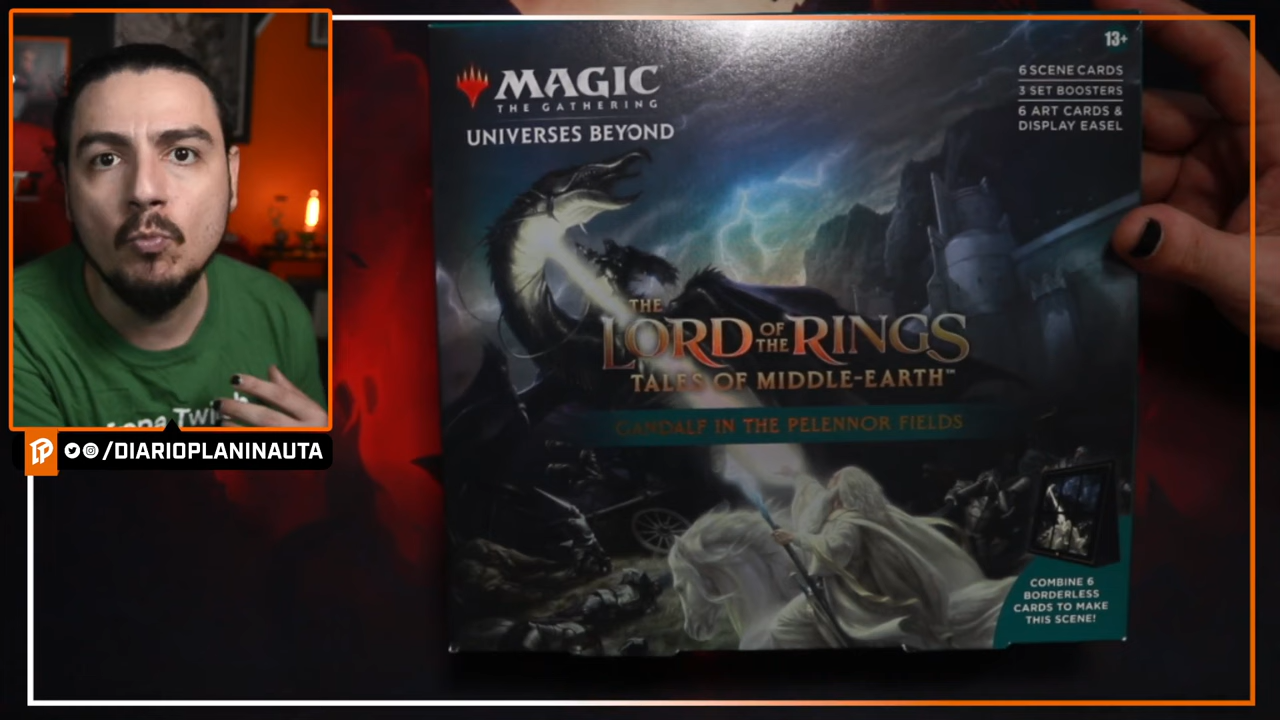 13+
6 SCENE CARDS
3 SET BOOSTERS
6 ART CARDS &
DISPLAY EASEL
MAGIC
THE GATHERING
UNIVERSES BEYOND
THE
LORD OF THE RINGS
TALES OF MIDDLE-EARTH™
GANDALF IN THE PELENNOR FIELDS
COMBINE 6
BORDERLESS
CARDS TO MAKE
THIS SCENE!
/DIARIOPLANINAUTA